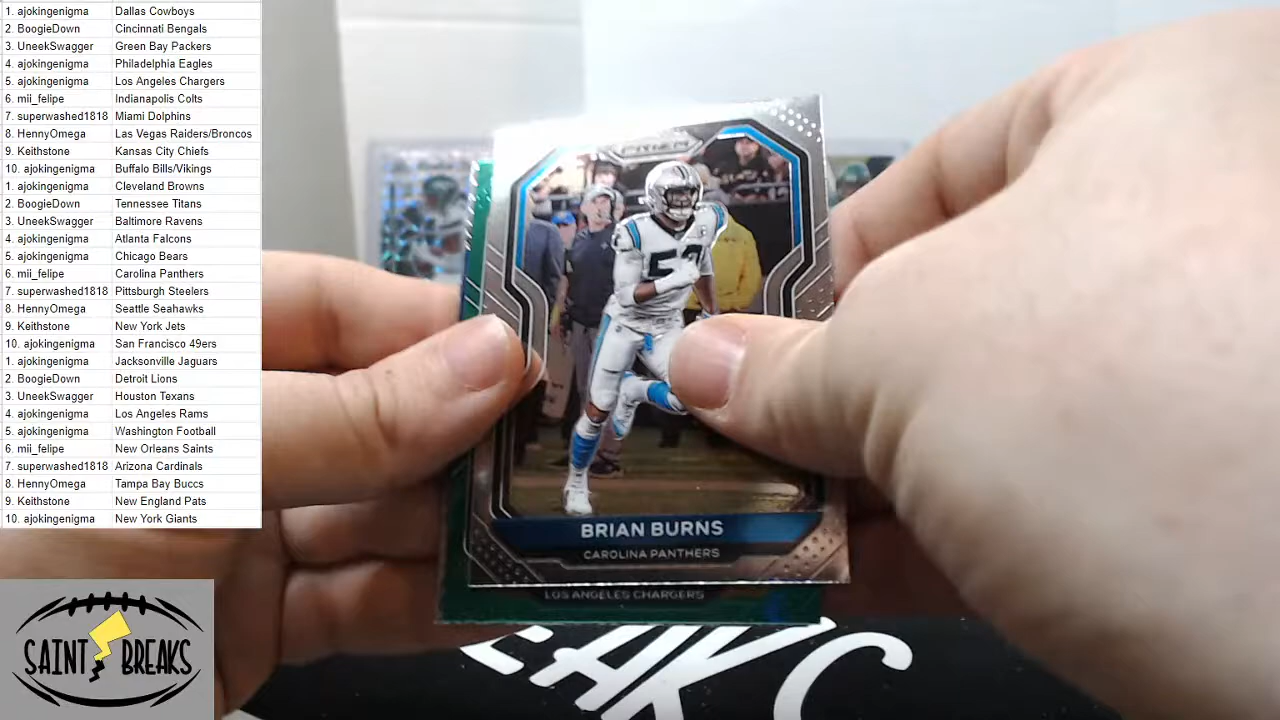 1. ajokingenigma Dallas Cowboys
2. BoogieDown Cincinnati Bengals
3. UneekSwagger Green Bay Packers
4. ajokingenigma Philadelphia Eagles
5. ajokingenigma Los Angeles Chargers
6. mii_felipe Indianapolis Colts
7. superwashed1818 Miami Dolphins
8. HennyOmega Las Vegas Raiders/Broncos
9. Keithstone Kansas City Chiefs
10. ajokingenigma Buffalo Bills/Vikings
1. ajokingenigma Cleveland Browns
2. BoogieDown Tennessee Titans
3. UneekSwagger Baltimore Ravens
4. ajokingenigma Atlanta Falcons
5. ajokingenigma Chicago Bears
6. mii_felipe Carolina Panthers
7. superwashed1818 Pittsburgh Steelers
8. HennyOmega Seattle Seahawks
9. Keithstone New York Jets
10. ajokingenigma San Francisco 49ers
1. ajokingenigma Jacksonville Jaguars
2. BoogieDown Detroit Lions
3. UneekSwagger Houston Texans
4. ajokingenigma Los Angeles Rams
5. ajokingenigma Washington Football
6. mii_felipe New Orleans Saints
7. superwashed1818 Arizona Cardinals
8. HennyOmega Tampa Bay Buccs
9. Keithstone New England Pats
10. ajokingenigma New York Giants
PRIZM
BRIAN BURNS
CAROLINA PANTHERS
LOS ANGELES CHARGERS
SAINT BREAKS